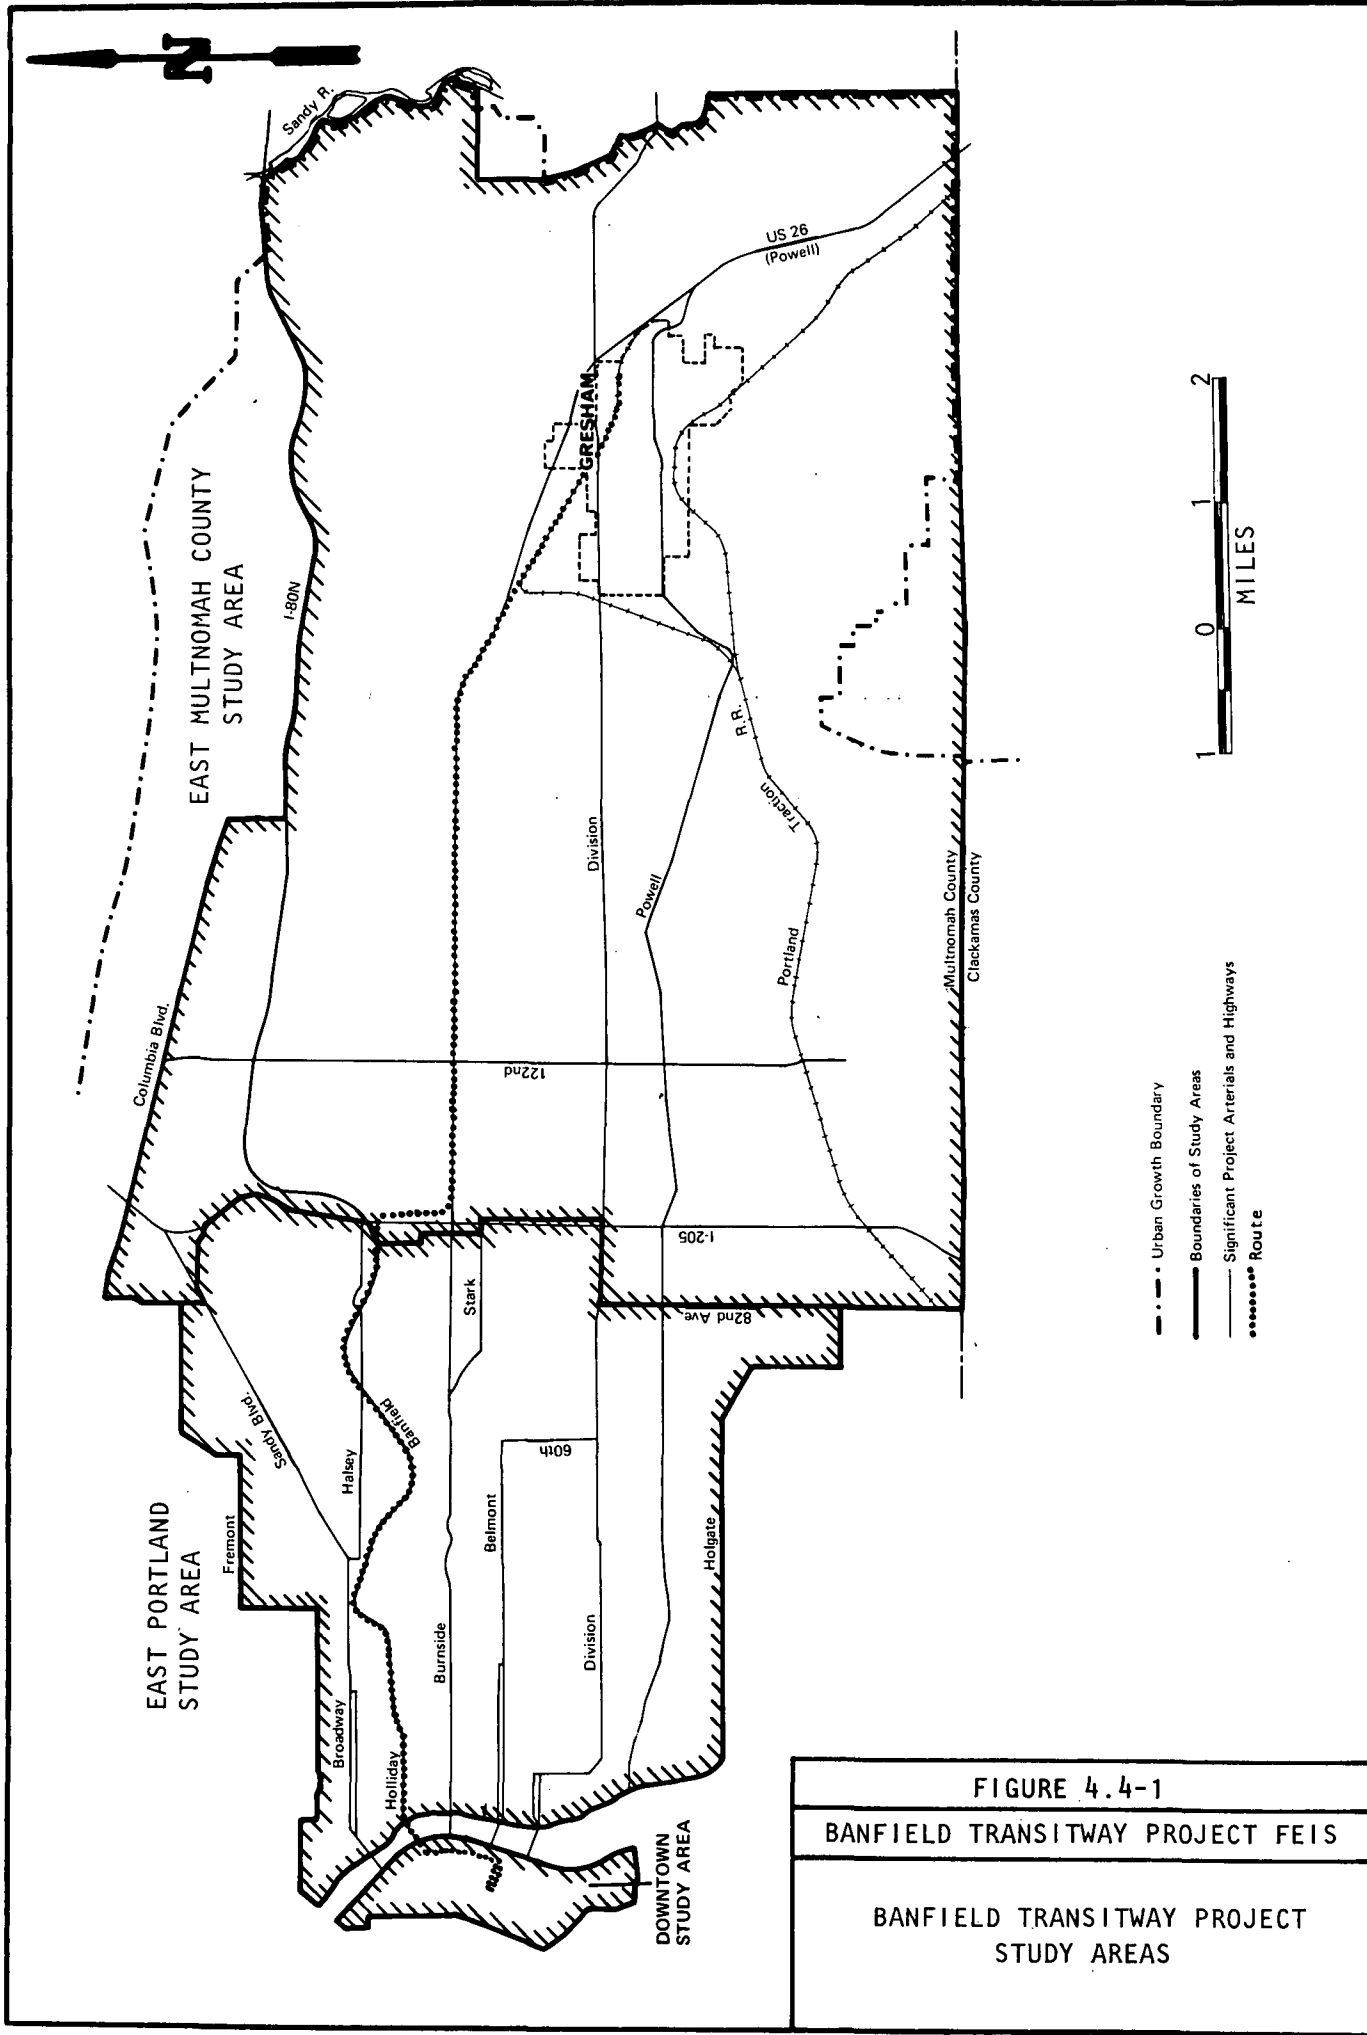 N
Sandy R.
US 26
(Powell)
GRESHAM
EAST MULTNOMAH COUNTY
STUDY AREA
I-80N
R.R.
Traction
Portland
Division
Powell
Multnomah County
Clackamas County
Columbia Blvd.
122nd
I-205
82nd Ave.
Stark
Sandy Blvd.
Halsey
Banfield
60th
Belmont
Fremont
EAST PORTLAND
STUDY AREA
Holgate
Burnside
Division
Broadway
Holliday
DOWNTOWN
STUDY AREA
1 0 1 2
MILES
Urban Growth Boundary
Boundaries of Study Areas
Significant Project Arterials and Highways
Route
FIGURE 4.4-1
BANFIELD TRANSITWAY PROJECT FEIS
BANFIELD TRANSITWAY PROJECT
STUDY AREAS